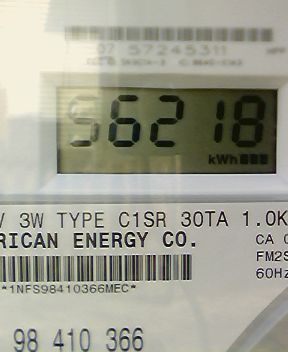 07 57245311
56218
kWh
V 3W TYPE C1SR 30TA 1.0K
RICAN ENERGY CO.
CA
FM2S
*1NFS98410366MEC*
60Hz
98 410 366